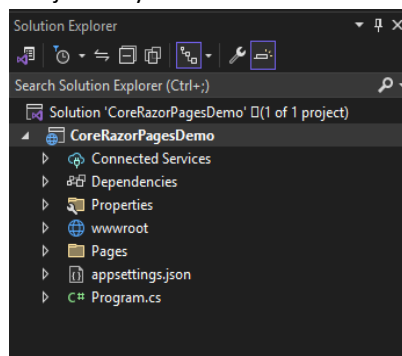 Solution Explorer
Search Solution Explorer (Ctrl+;)
Solution 'CoreRazorPagesDemo' (1 of 1 project)
CoreRazorPagesDemo
Connected Services
Dependencies
Properties
wwwroot
Pages
appsettings.json
C# Program.cs